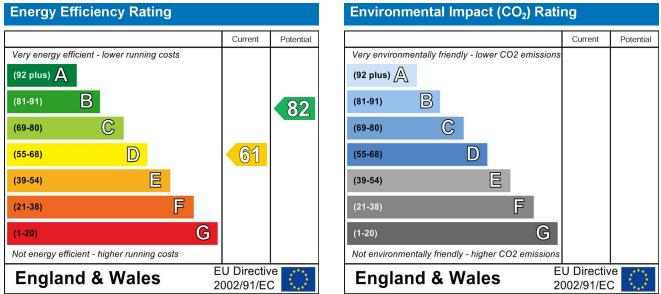 Energy Efficiency Rating
Current Potential
Very energy efficient - lower running costs
(92 plus) A
(81-91) B
82
(69-80) C
(55-68) D
61
(39-54) E
(21-38) F
(1-20) G
Not energy efficient - higher running costs
England & Wales
EU Directive
2002/91/EC
Environmental Impact (CO₂) Rating
Current Potential
Very environmentally friendly - lower CO2 emissions
(92 plus) A
(81-91) B
(69-80) C
(55-68) D
(39-54) E
(21-38) F
(1-20) G
Not environmentally friendly - higher CO2 emissions
England & Wales
EU Directive
2002/91/EC